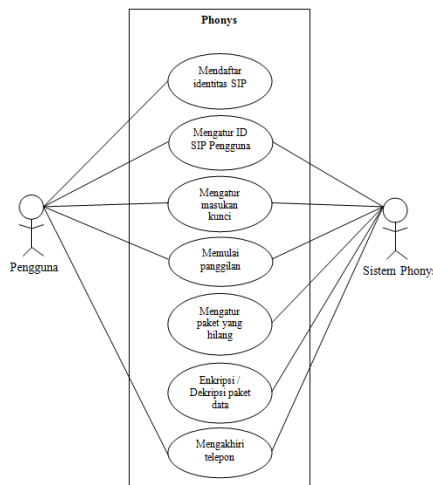 Phonys
Mendaftar
identitas SIP
Mengatur ID
SIP Pengguna
Mengatur
masukan
kunci
Memulai
panggilan
Mengatur
paket yang
hilang
Enkripsi /
Dekripsi paket
data
Mengakhiri
telepon
Pengguna
Sistem Phonys